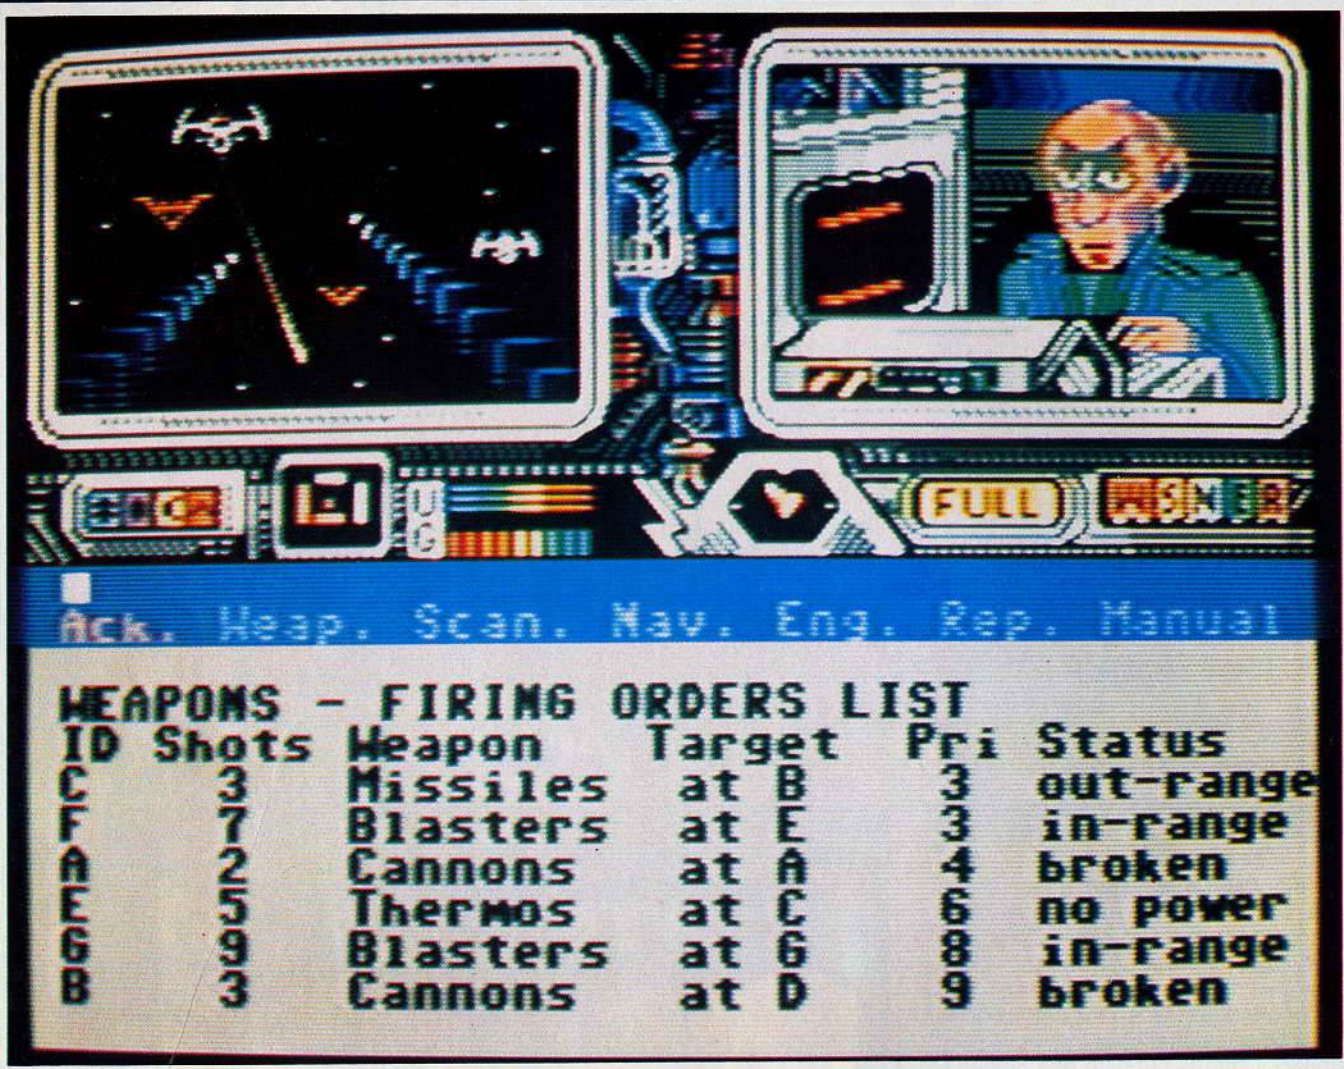 U
G
FULL
Ack. Weap. Scan. Nav. Eng. Rep. Manual
WEAPONS - FIRING ORDERS LIST
ID Shots Weapon Target Pri Status
C 3 Missiles at B 3 out-range
F 7 Blasters at E 3 in-range
A 2 Cannons at A 4 broken
E 5 Thermos at C 6 no power
G 9 Blasters at G 8 in-range
B 3 Cannons at D 9 broken